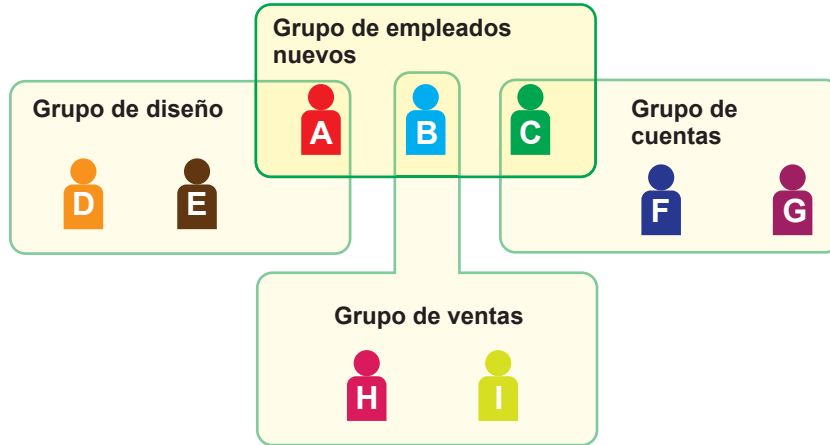 Grupo de empleados
nuevos
Grupo de diseño
Grupo de
cuentas
A
B
C
D
E
F
G
Grupo de ventas
H
I